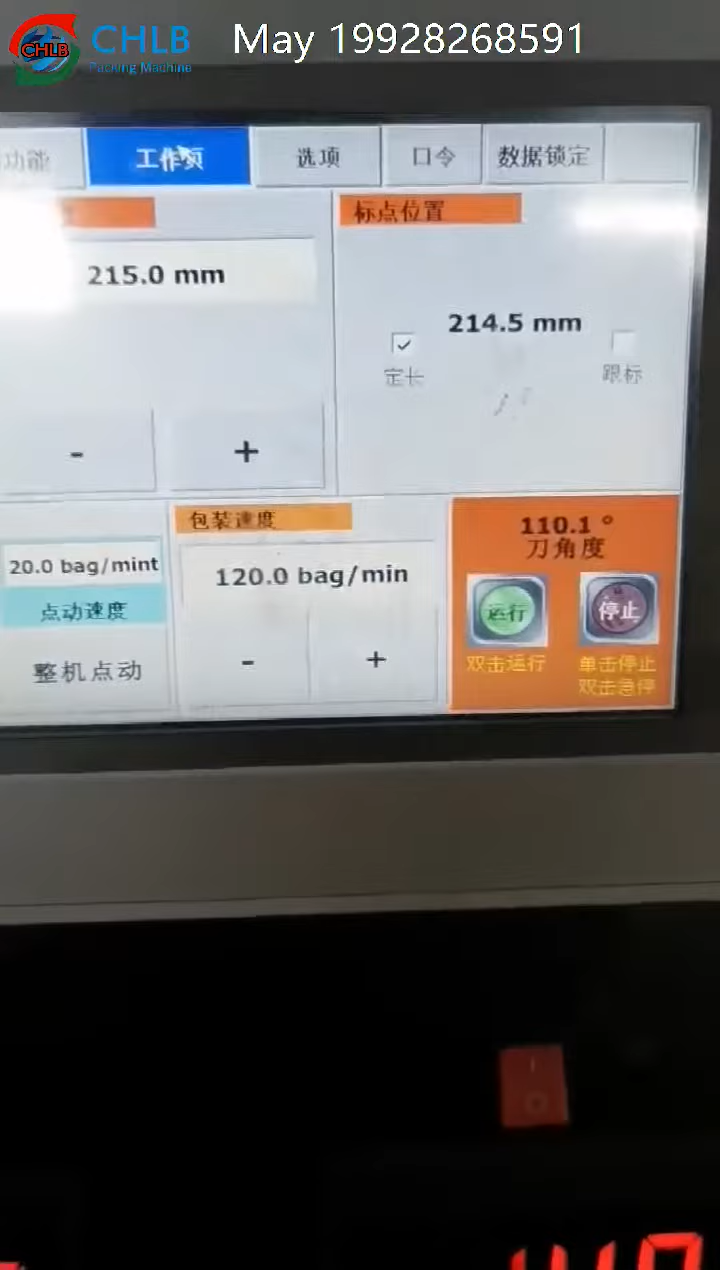 CHLB
CHLB
Packing Machine
May 19928268591
功能
工作页
选项
口令
数据锁定
标点位置
215.0 mm
214.5 mm
定长
跟标
-
+
包装速度
20.0 bag/mint
点动速度
整机点动
120.0 bag/min
-
+
110.1 °
刀角度
运行
停止
双击运行
单击停止
双击急停